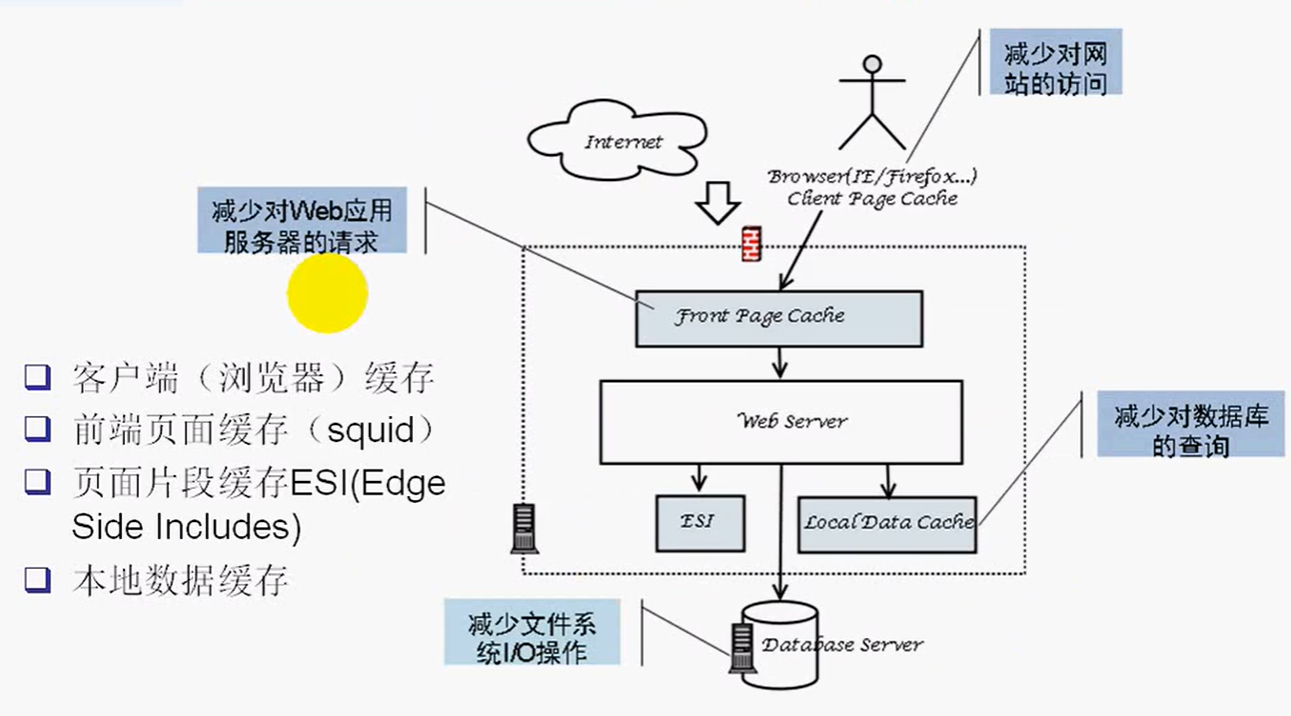 减少对网
站的访问
Internet
Browser(IE/Firefox...)
Client Page Cache
减少对Web应用
服务器的请求
Front Page Cache
客户端（浏览器）缓存
前端页面缓存（squid）
页面片段缓存ESI(Edge
Side Includes)
本地数据缓存
Web Server
减少对数据库
的查询
ESI
Local Data Cache
减少文件系
统I/O操作
Database Server